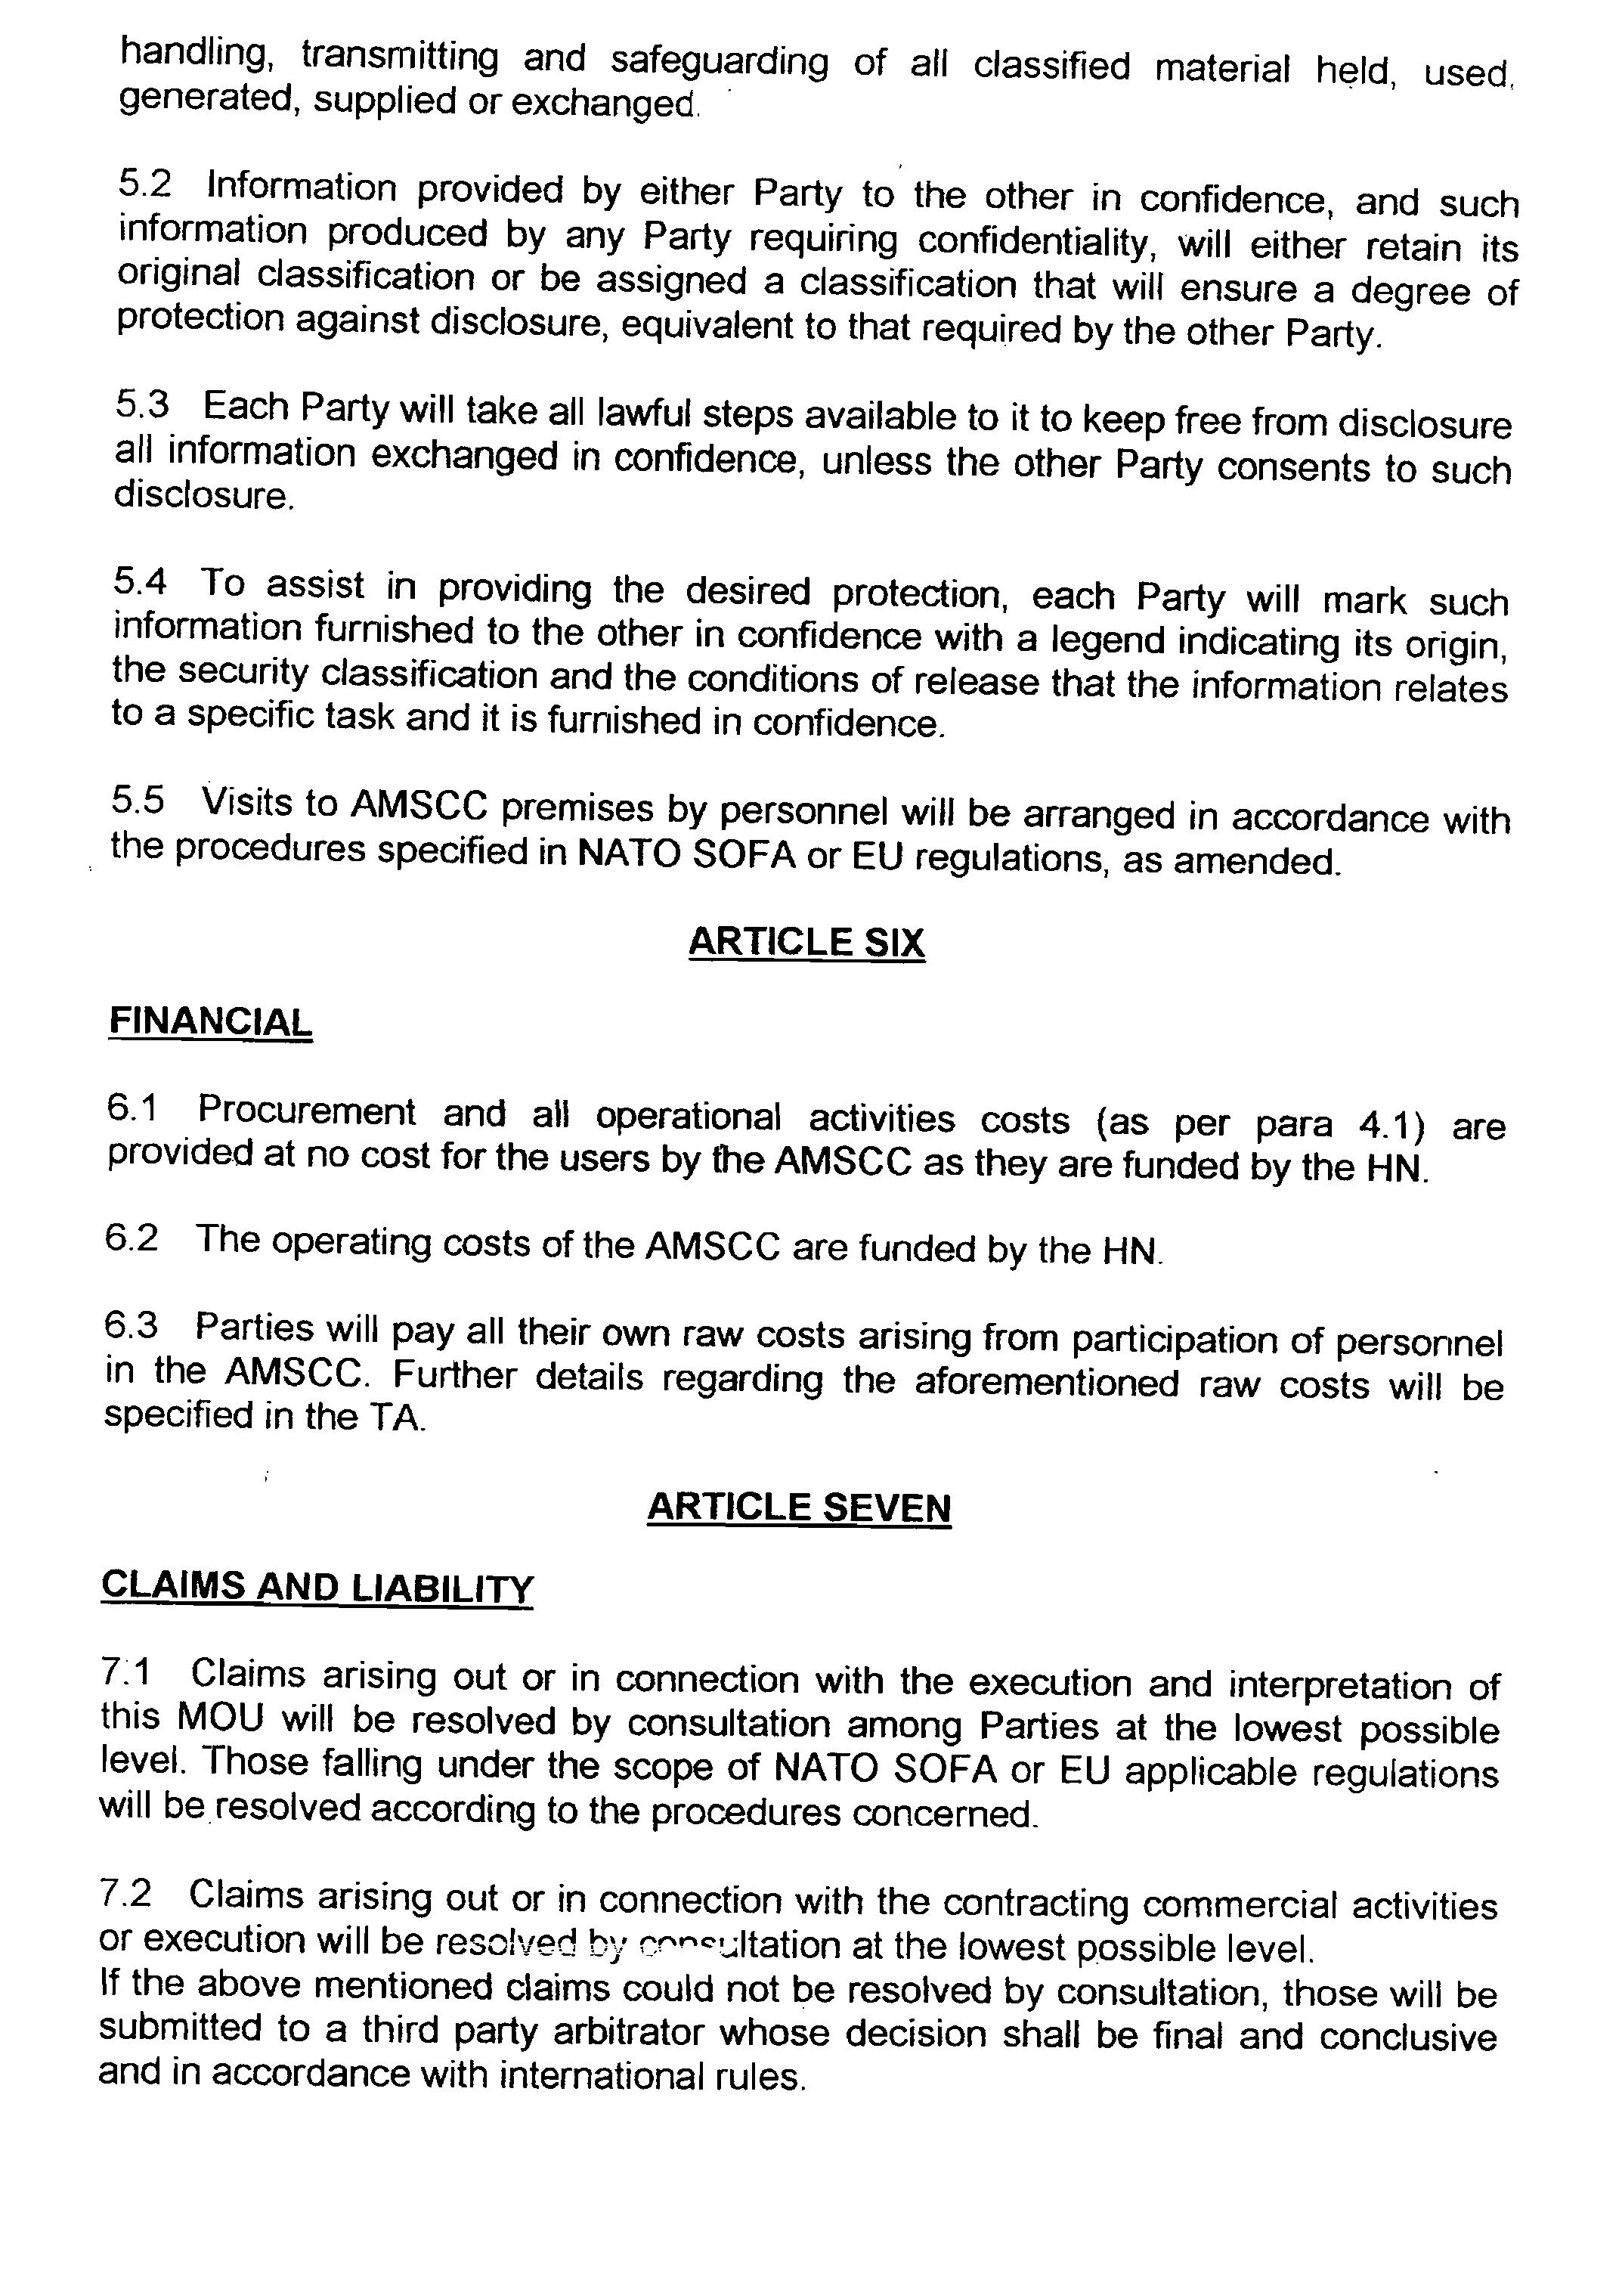 handling, transmitting and safeguarding of all classified material held, used,
generated, supplied or exchanged.
5.2 Information provided by either Party to the other in confidence, and such
information produced by any Party requiring confidentiality, will either retain its
original classification or be assigned a classification that will ensure a degree of
protection against disclosure, equivalent to that required by the other Party.
5.3 Each Party will take all lawful steps available to it to keep free from disclosure
all information exchanged in confidence, unless the other Party consents to such
disclosure.
5.4 To assist in providing the desired protection, each Party will mark such
information furnished to the other in confidence with a legend indicating its origin,
the security classification and the conditions of release that the information relates
to a specific task and it is furnished in confidence.
5.5 Visits to AMSCC premises by personnel will be arranged in accordance with
the procedures specified in NATO SOFA or EU regulations, as amended.
ARTICLE SIX
FINANCIAL
6.1 Procurement and all operational activities costs (as per para 4.1) are
provided at no cost for the users by the AMSCC as they are funded by the HN.
6.2 The operating costs of the AMSCC are funded by the HN.
6.3 Parties will pay all their own raw costs arising from participation of personnel
in the AMSCC. Further details regarding the aforementioned raw costs will be
specified in the TA.
ARTICLE SEVEN
CLAIMS AND LIABILITY
7.1 Claims arising out or in connection with the execution and interpretation of
this MOU will be resolved by consultation among Parties at the lowest possible
level. Those falling under the scope of NATO SOFA or EU applicable regulations
will be resolved according to the procedures concerned.
7.2 Claims arising out or in connection with the contracting commercial activities
or execution will be resolved by consultation at the lowest possible level.
If the above mentioned claims could not be resolved by consultation, those will be
submitted to a third party arbitrator whose decision shall be final and conclusive
and in accordance with international rules.